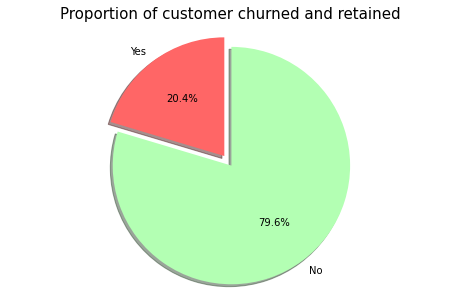 Proportion of customer churned and retained
Yes
20.4%
79.6%
No